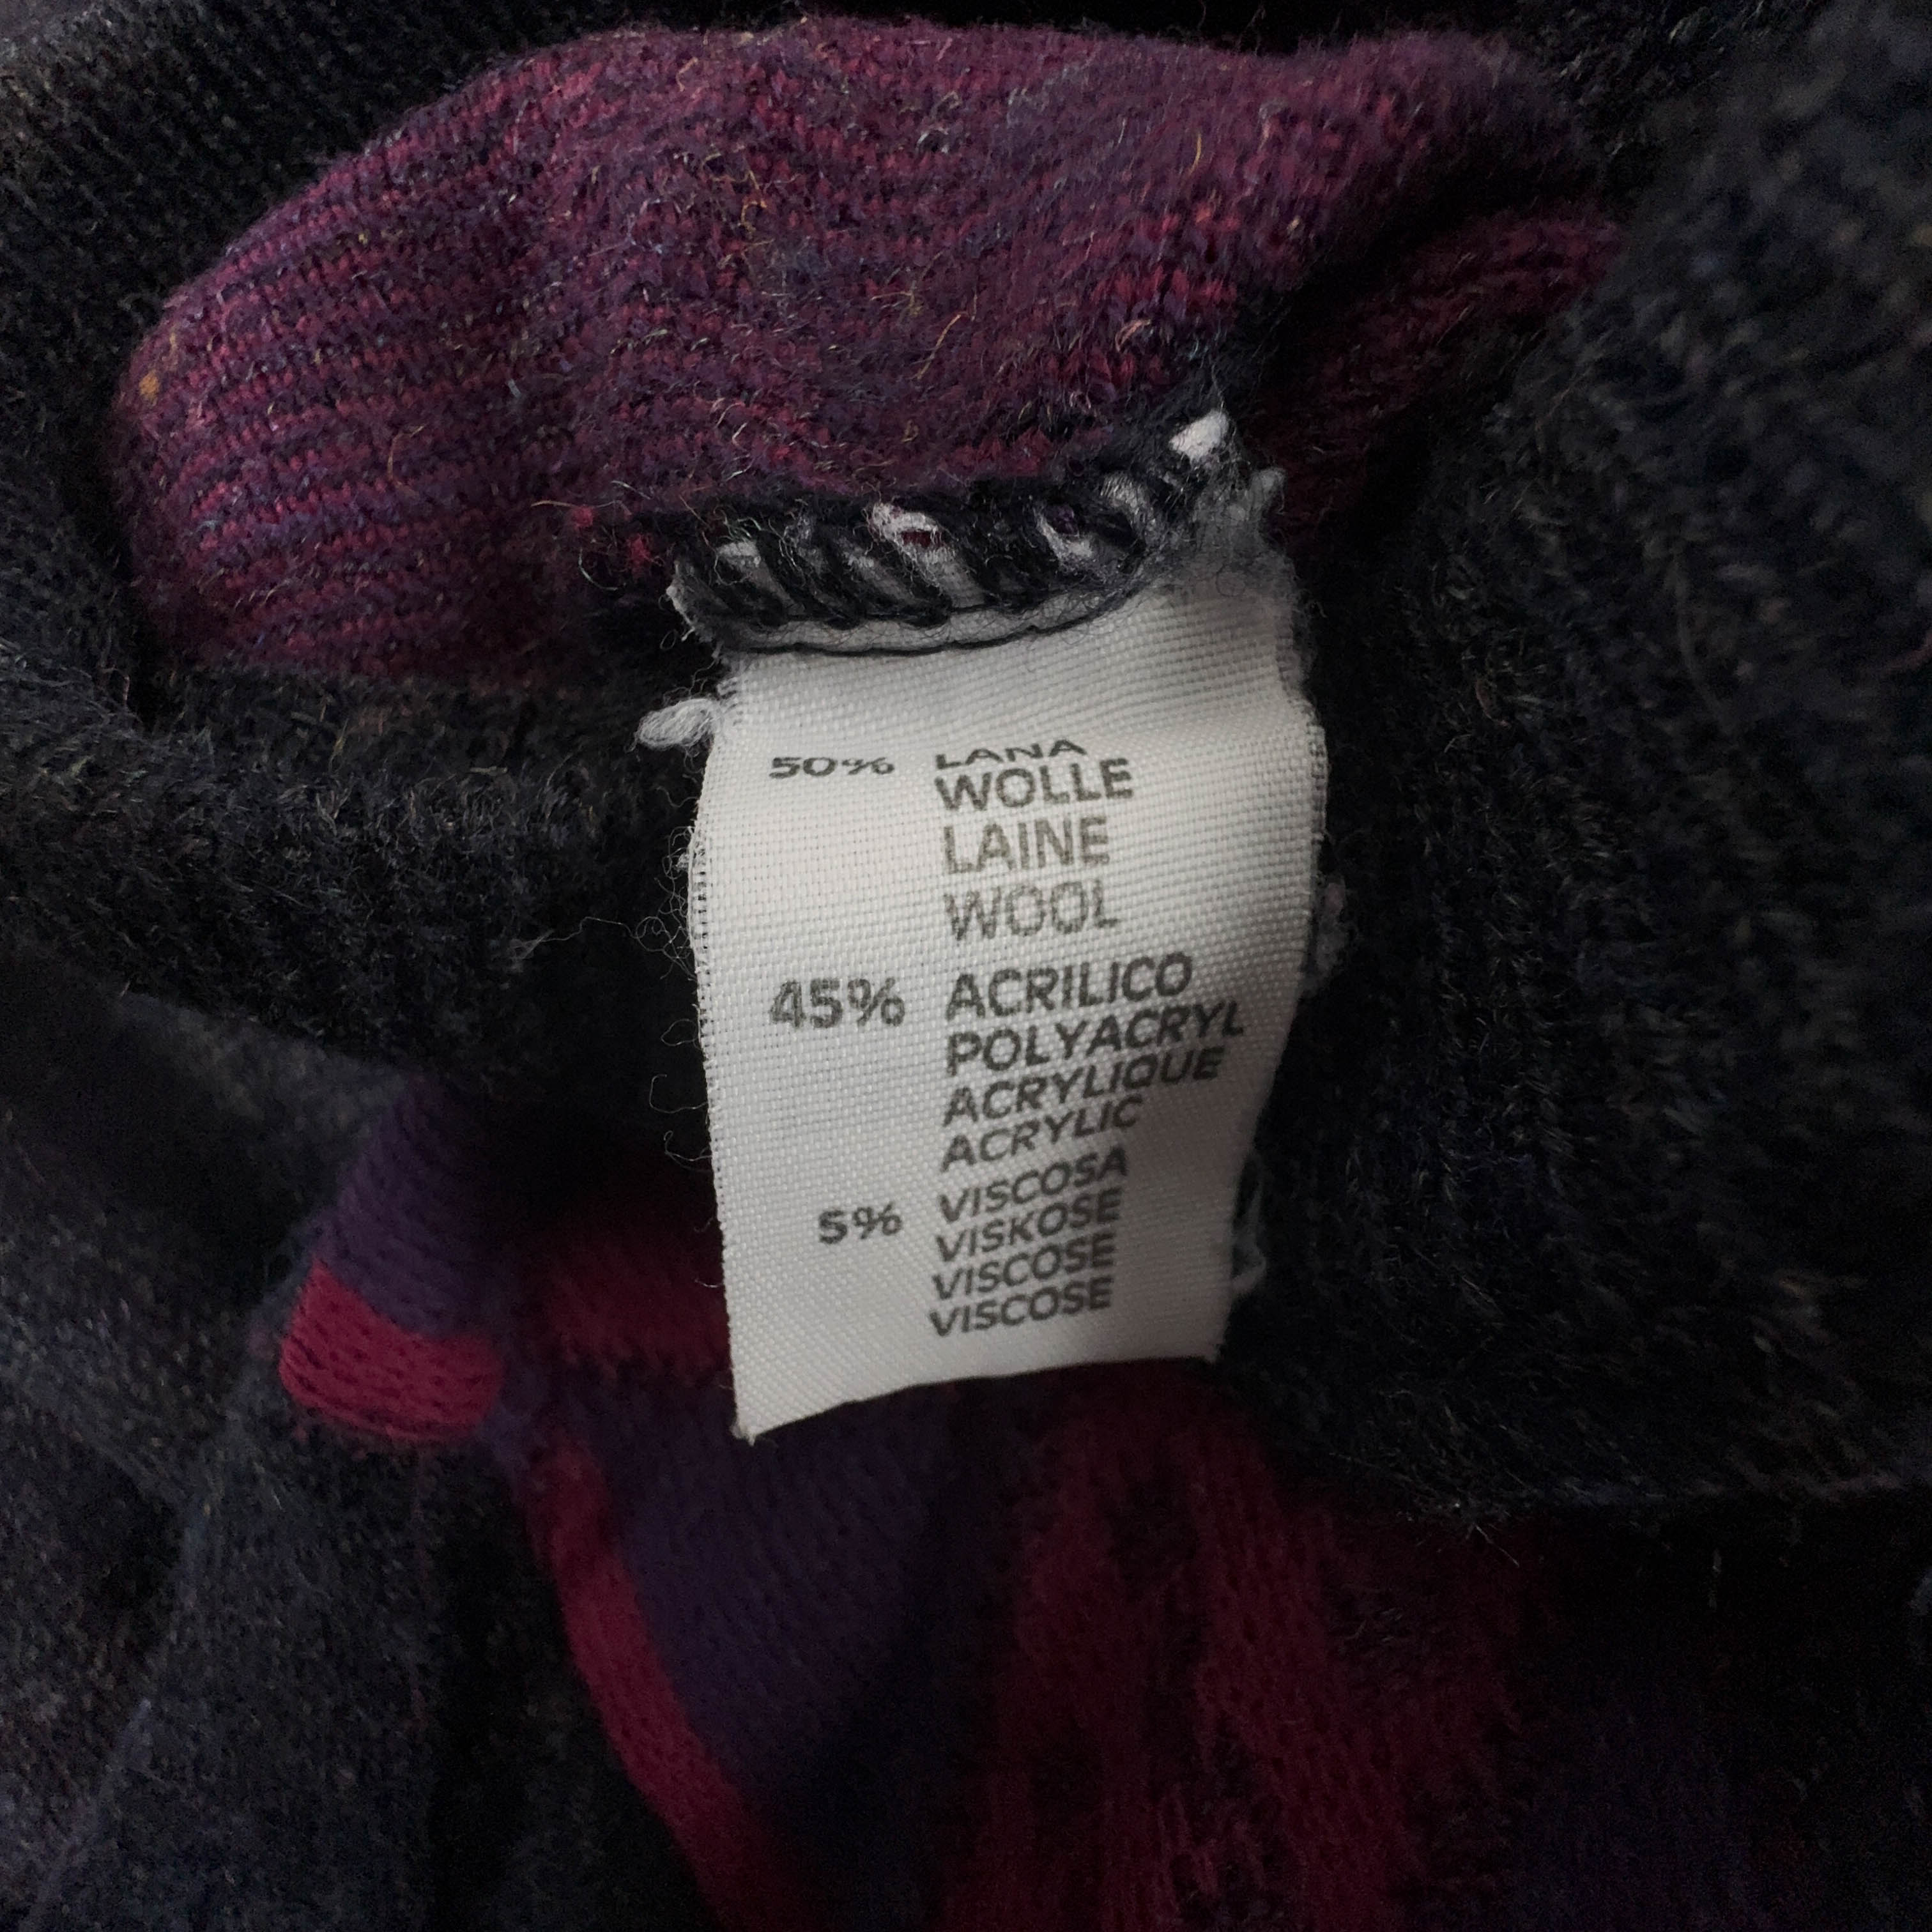 50% LANA
WOLLE
LAINE
WOOL
45% ACRILICO
POLYACRYL
ACRYLIQUE
ACRYLIC
VISCOSA
5% VISKOSE
VISCOSE
VISCOSE